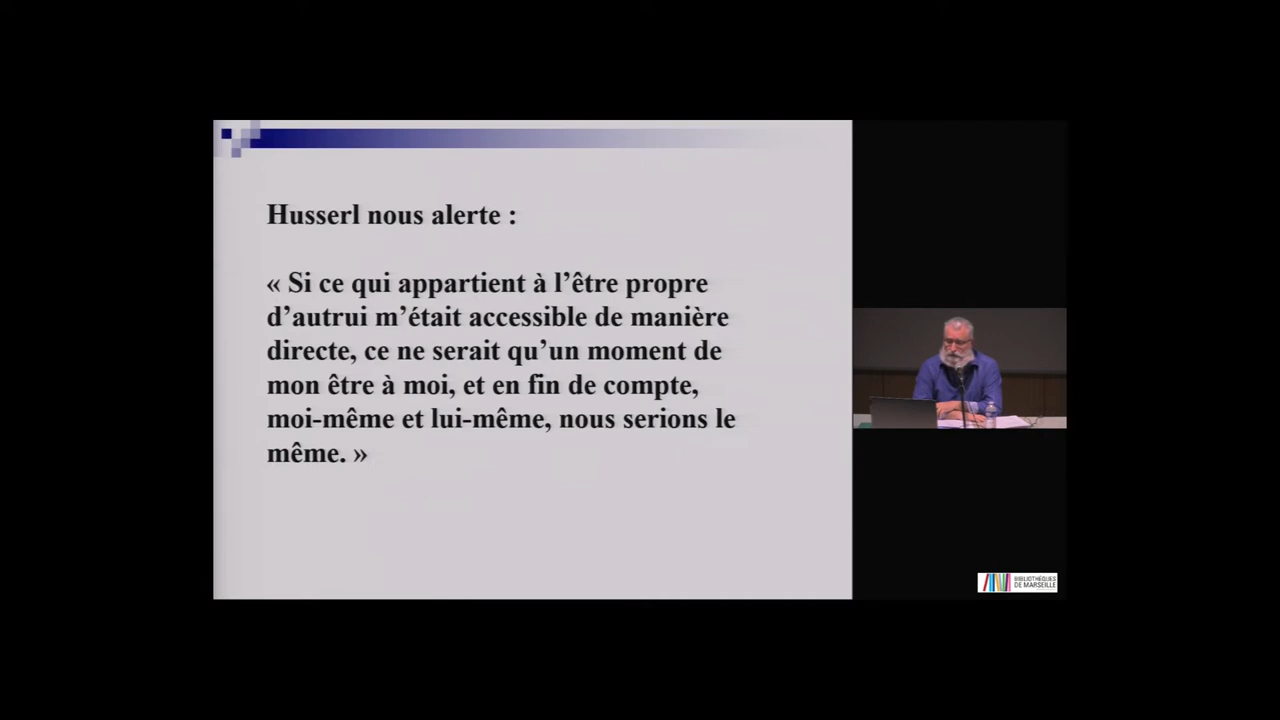 Husserl nous alerte :
« Si ce qui appartient à l’être propre
d’autrui m’était accessible de manière
directe, ce ne serait qu’un moment de
mon être à moi, et en fin de compte,
moi-même et lui-même, nous serions le
même. »
BIBLIOTHÈQUES
DE MARSEILLE